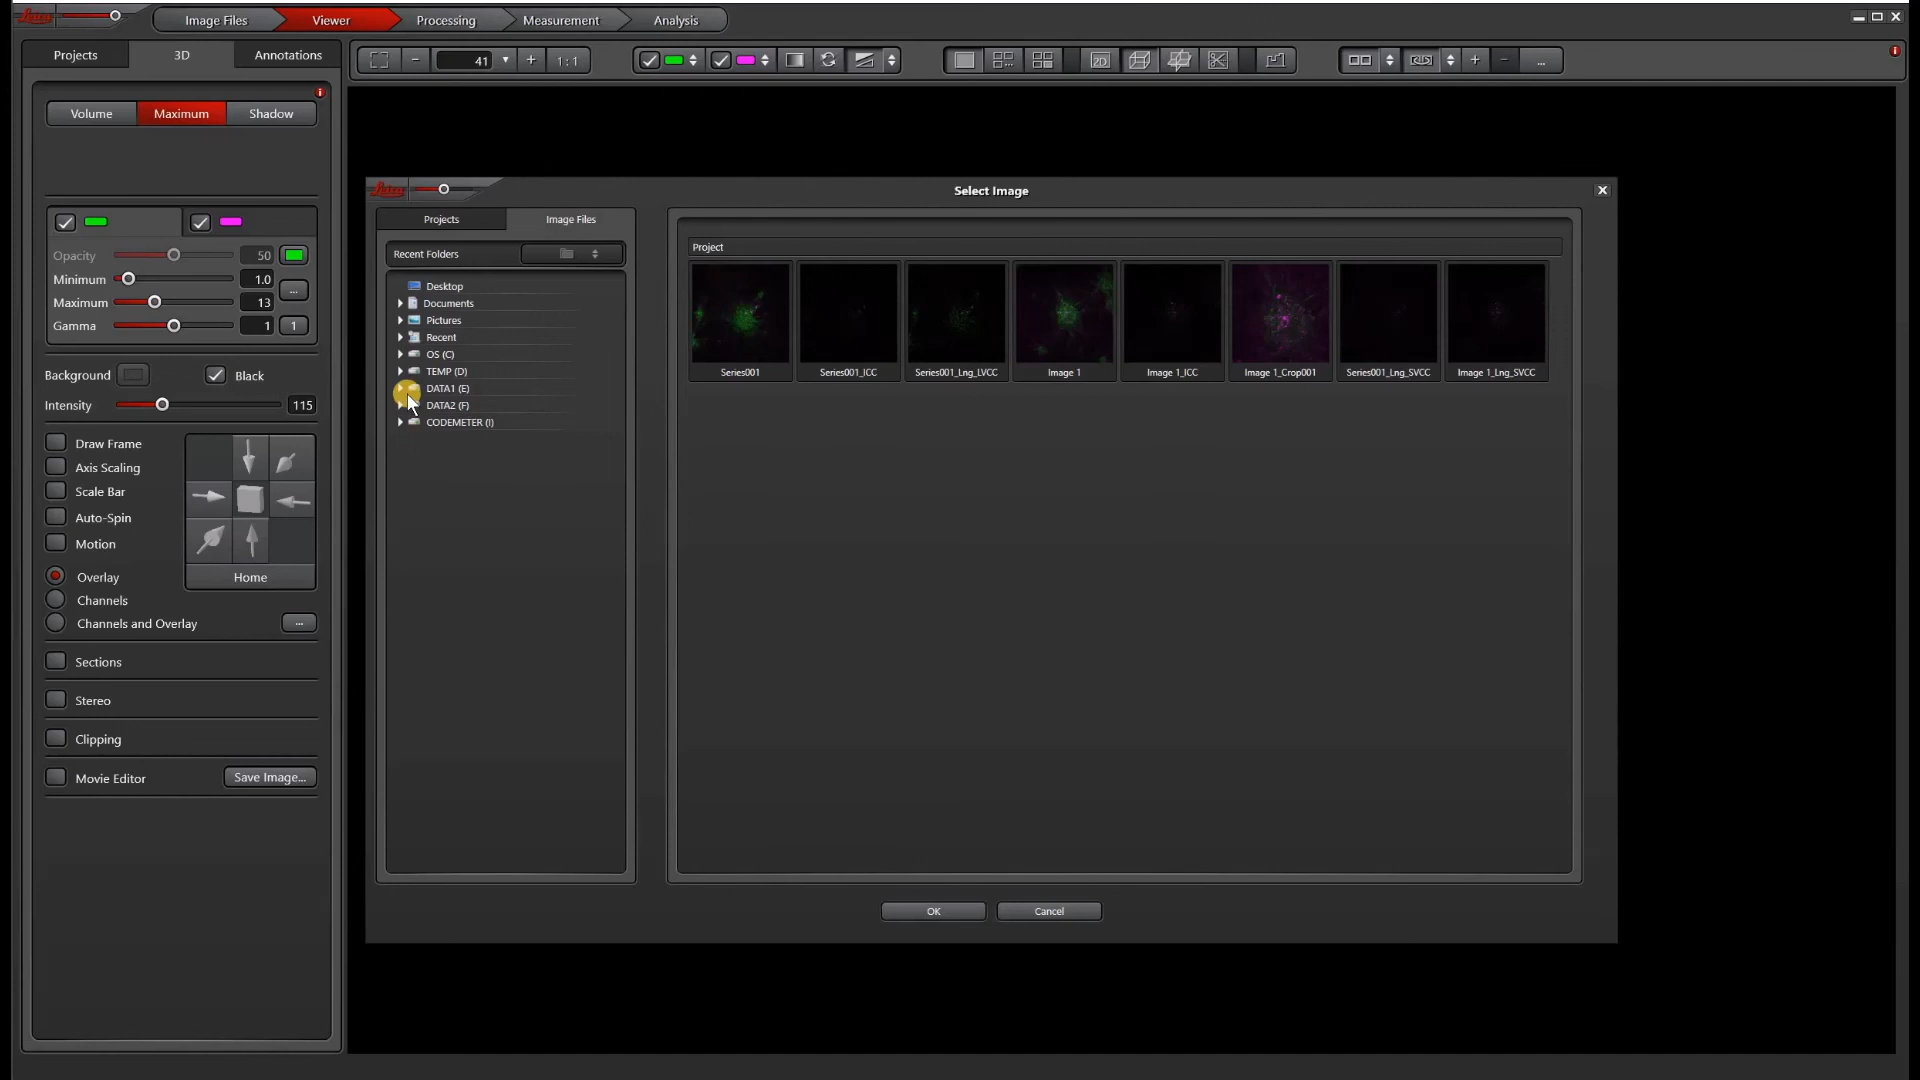 Leica
Image Files
Viewer
Processing
Measurement
Analysis
Projects
3D
Annotations
41
1:1
2D
...
Volume
Maximum
Shadow
Opacity
50
Minimum
1.0
...
Maximum
13
Gamma
1
1
Background
Black
Intensity
115
Draw Frame
Axis Scaling
Scale Bar
Auto-Spin
Motion
...
Home
Overlay
Channels
Channels and Overlay
...
Sections
Stereo
Clipping
Movie Editor
Save Image...
Leica
Select Image
Projects
Image Files
Recent Folders
Desktop
Documents
Pictures
Recent
OS (C)
TEMP (D)
DATA1 (E)
DATA2 (F)
CODEMETER (I)
Project
Series001
Series001_ICC
Series001_Lng_LVCC
Image 1
Image 1_ICC
Image 1_Crop001
Series001_Lng_SVCC
Image 1_Lng_SVCC
OK
Cancel